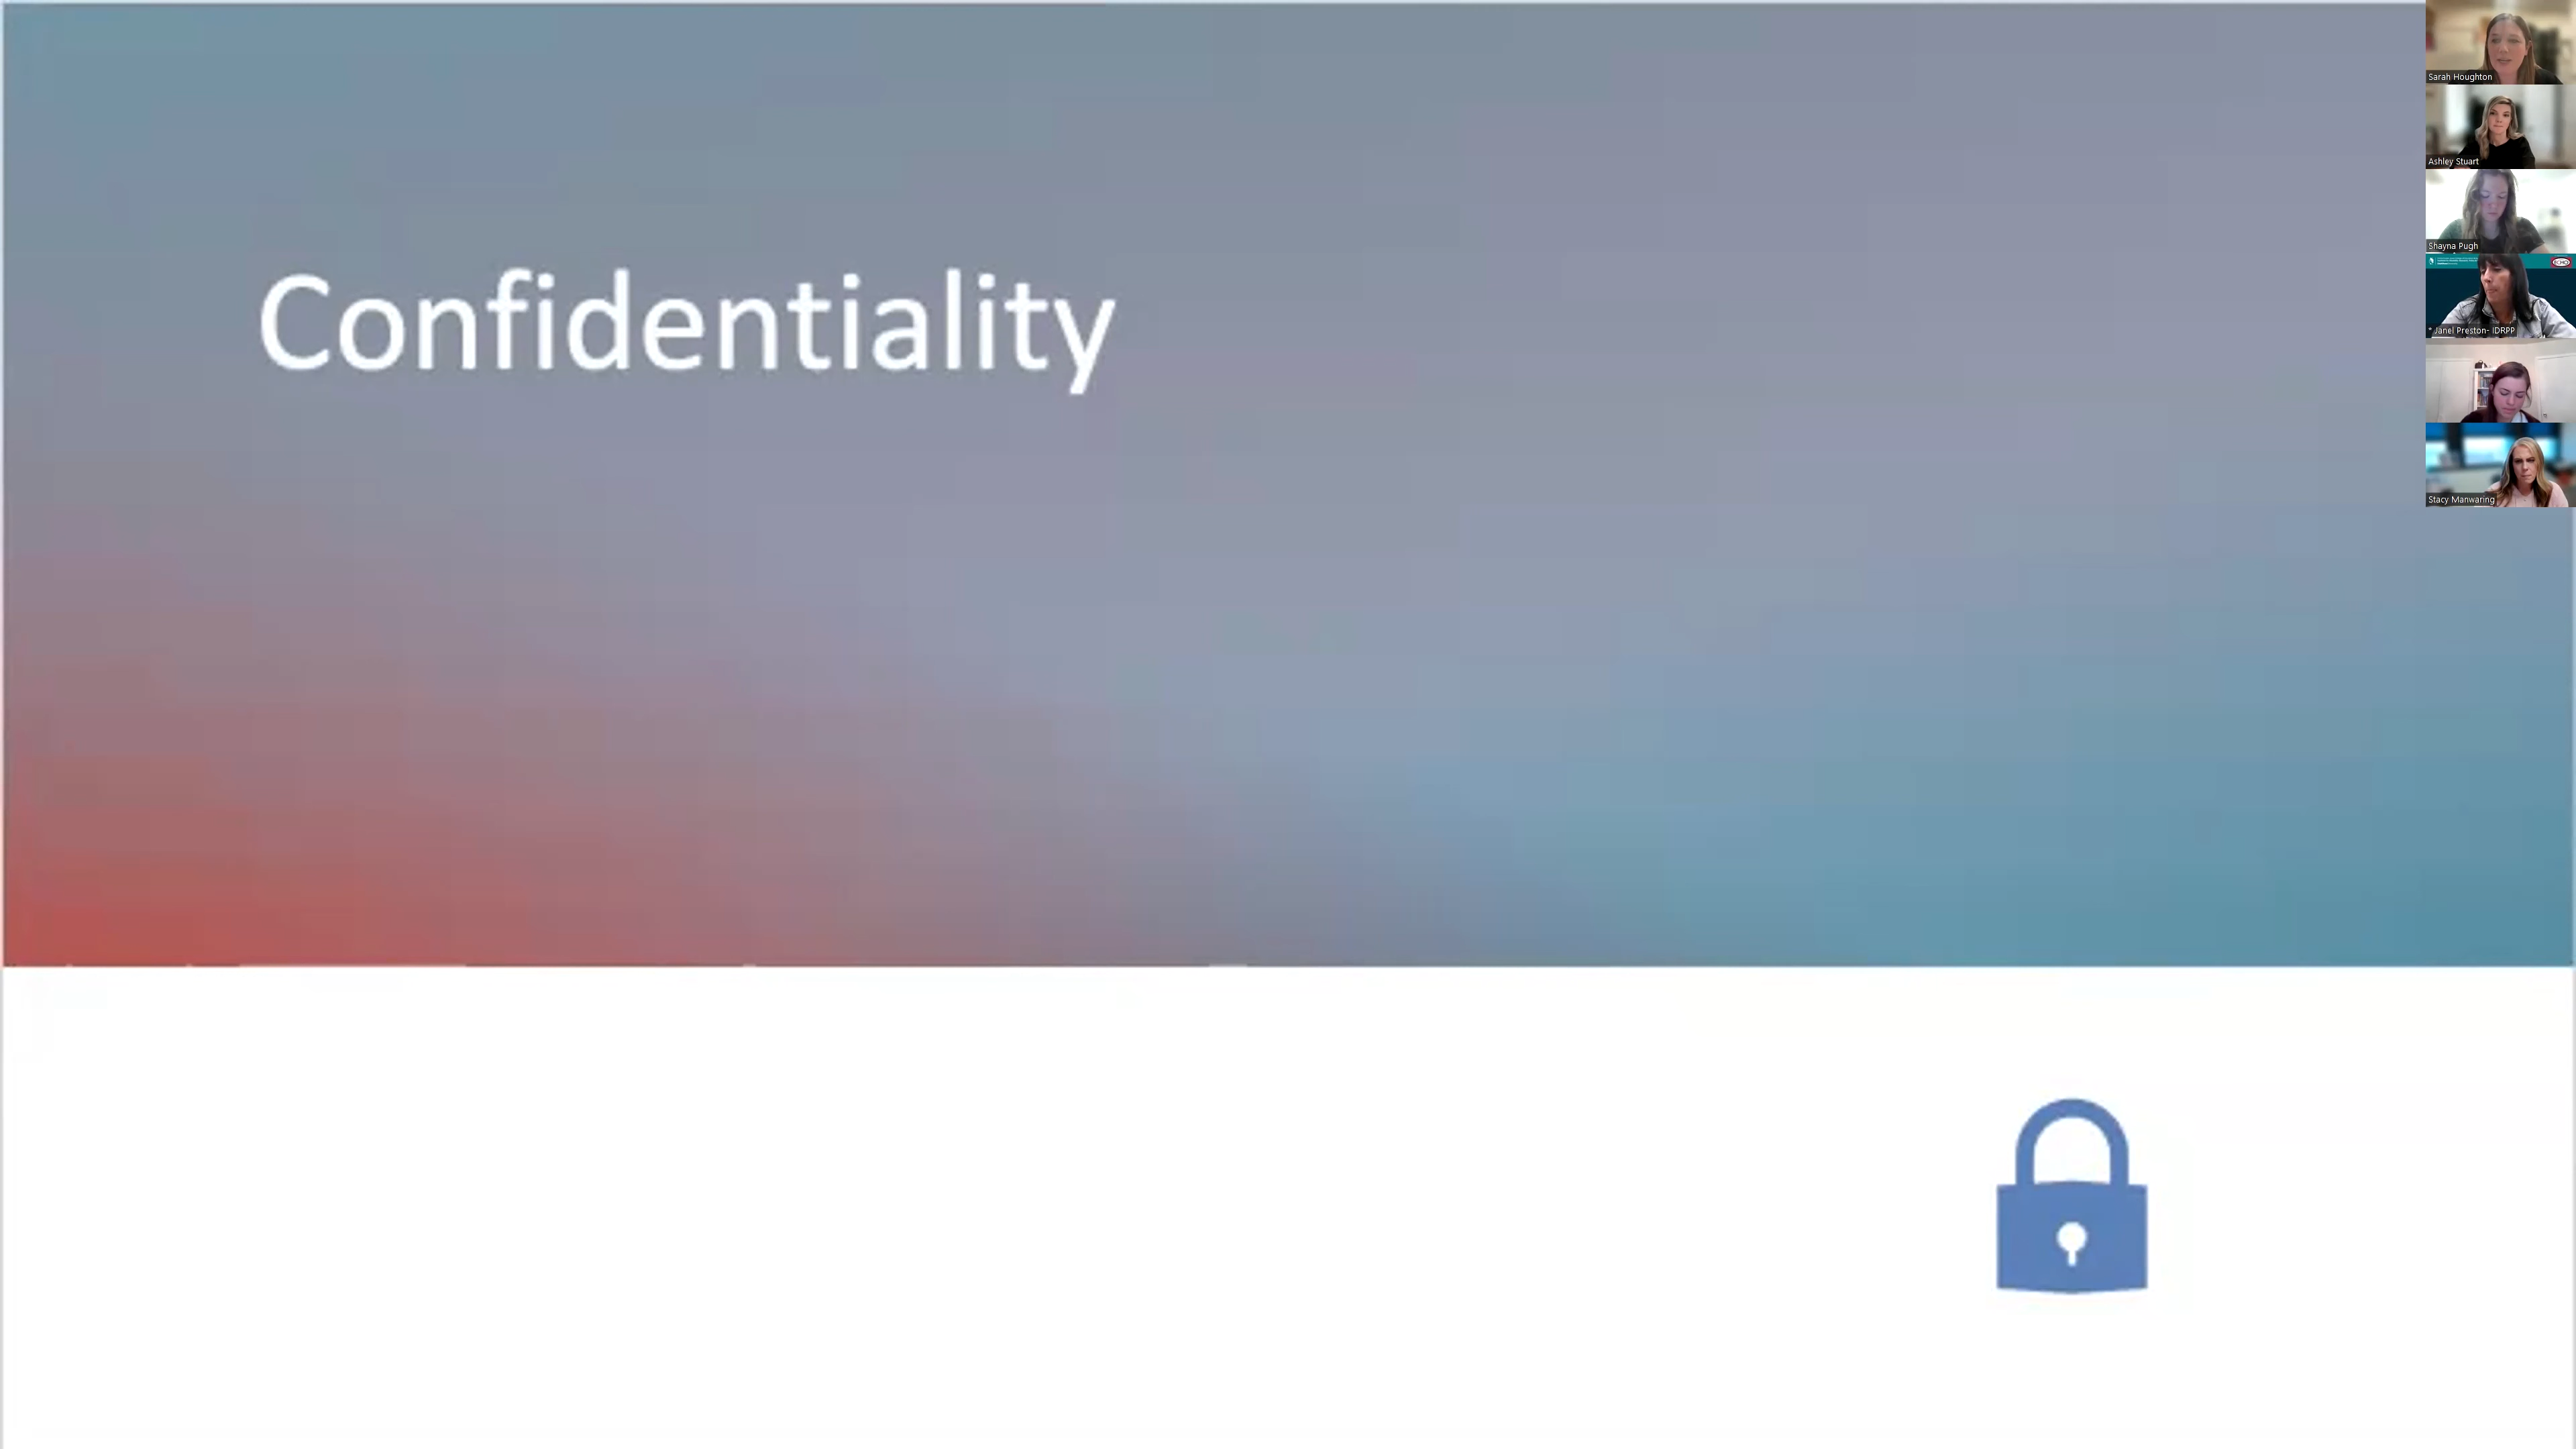 Confidentiality
Sarah Houghton
Ashley Stuart
Shayna Pugh
* Janel Preston- IDRPP
Stacy Manwaring